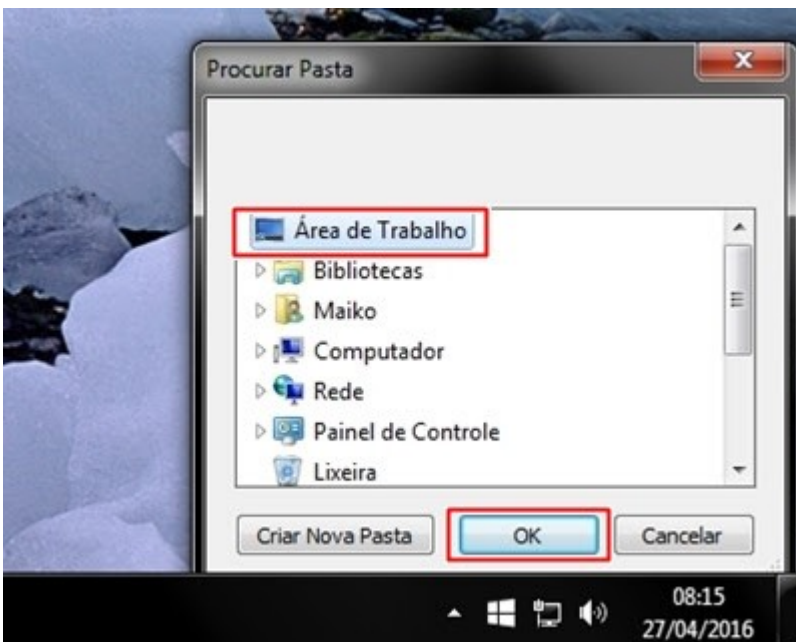 Procurar Pasta
Área de Trabalho
Bibliotecas
Maiko
Computador
Rede
Painel de Controle
Lixeira
Criar Nova Pasta
OK
Cancelar
08:15
27/04/2016